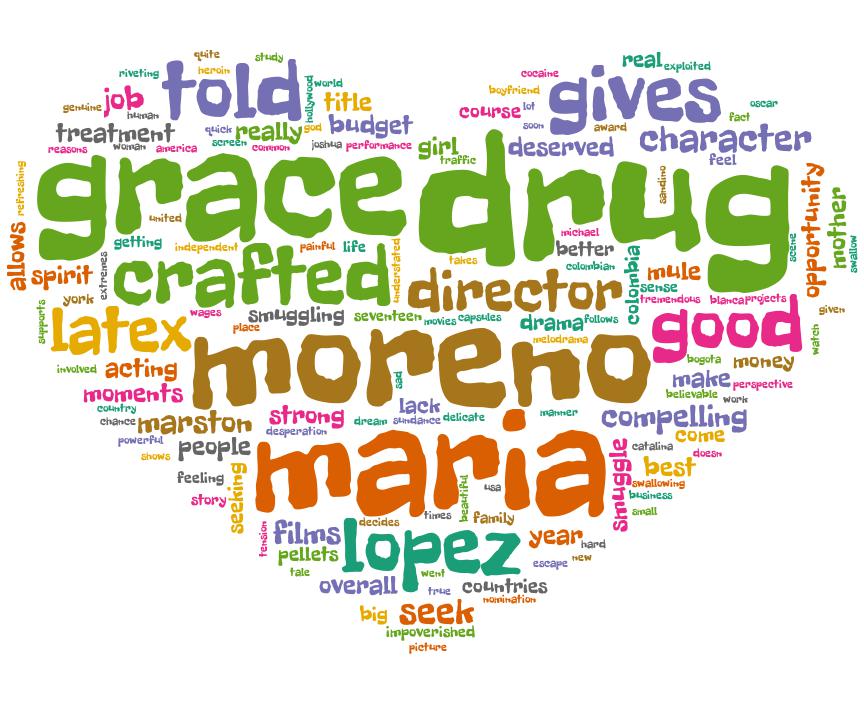 quite
study
riveting
heroin
told
hollywood
world
genuine
job
human
title
treatment
quick
really
god
budget
reasons
woman
america
screen
common
joshua
performance
real
exploited
cocaine
boyfriend
gives
oscar
course
lot
soon
award
fact
girl
traffic
deserved
character
feel
refreshing
allows
grace
drug
united
sandino
michael
opportunity
mother
swallow
scene
getting
independent
painful
life
understated
takes
better
colombian
colombia
mule
sense
spirit
extremes
crafted
director
york
wages
smuggling
seventeen
movies
capsules
drama
follows
tremendous
blanca
projects
given
supports
latex
place
moreno
melodrama
good
watch
bogota
money
involved
acting
sad
make
perspective
moments
believable
work
country
chance
marston
strong
dream
lack
sundance
delicate
manner
compelling
powerful
desperation
come
people
shows
maria
catalina
doesn
feeling
seeking
best
swallowing
smuggle
business
story
beautiful
usa
small
times
decides
family
tension
films
lopez
year
hard
pellets
escape
new
tale
went
overall
true
countries
nomination
big
seek
impoverished
picture